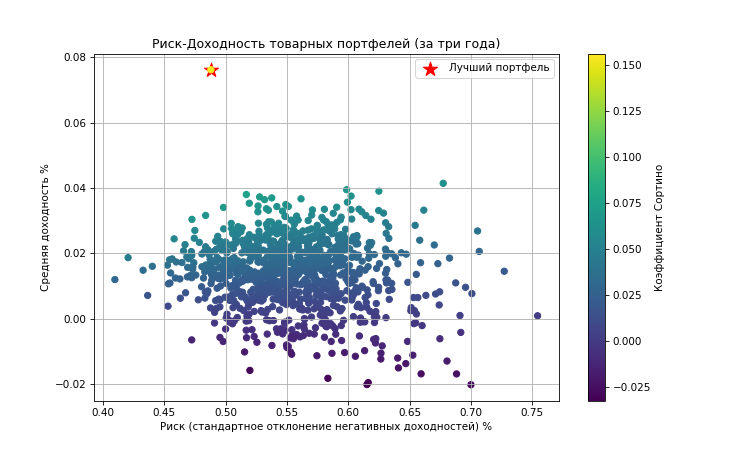 Риск-Доходность товарных портфелей (за три года)
Лучший портфель
0.08
0.06
0.04
0.02
0.00
−0.02
Средняя доходность %
0.40 0.45 0.50 0.55 0.60 0.65 0.70 0.75
Риск (стандартное отклонение негативных доходностей) %
0.150
0.125
0.100
0.075
0.050
0.025
0.000
−0.025
Коэффициент Сортино